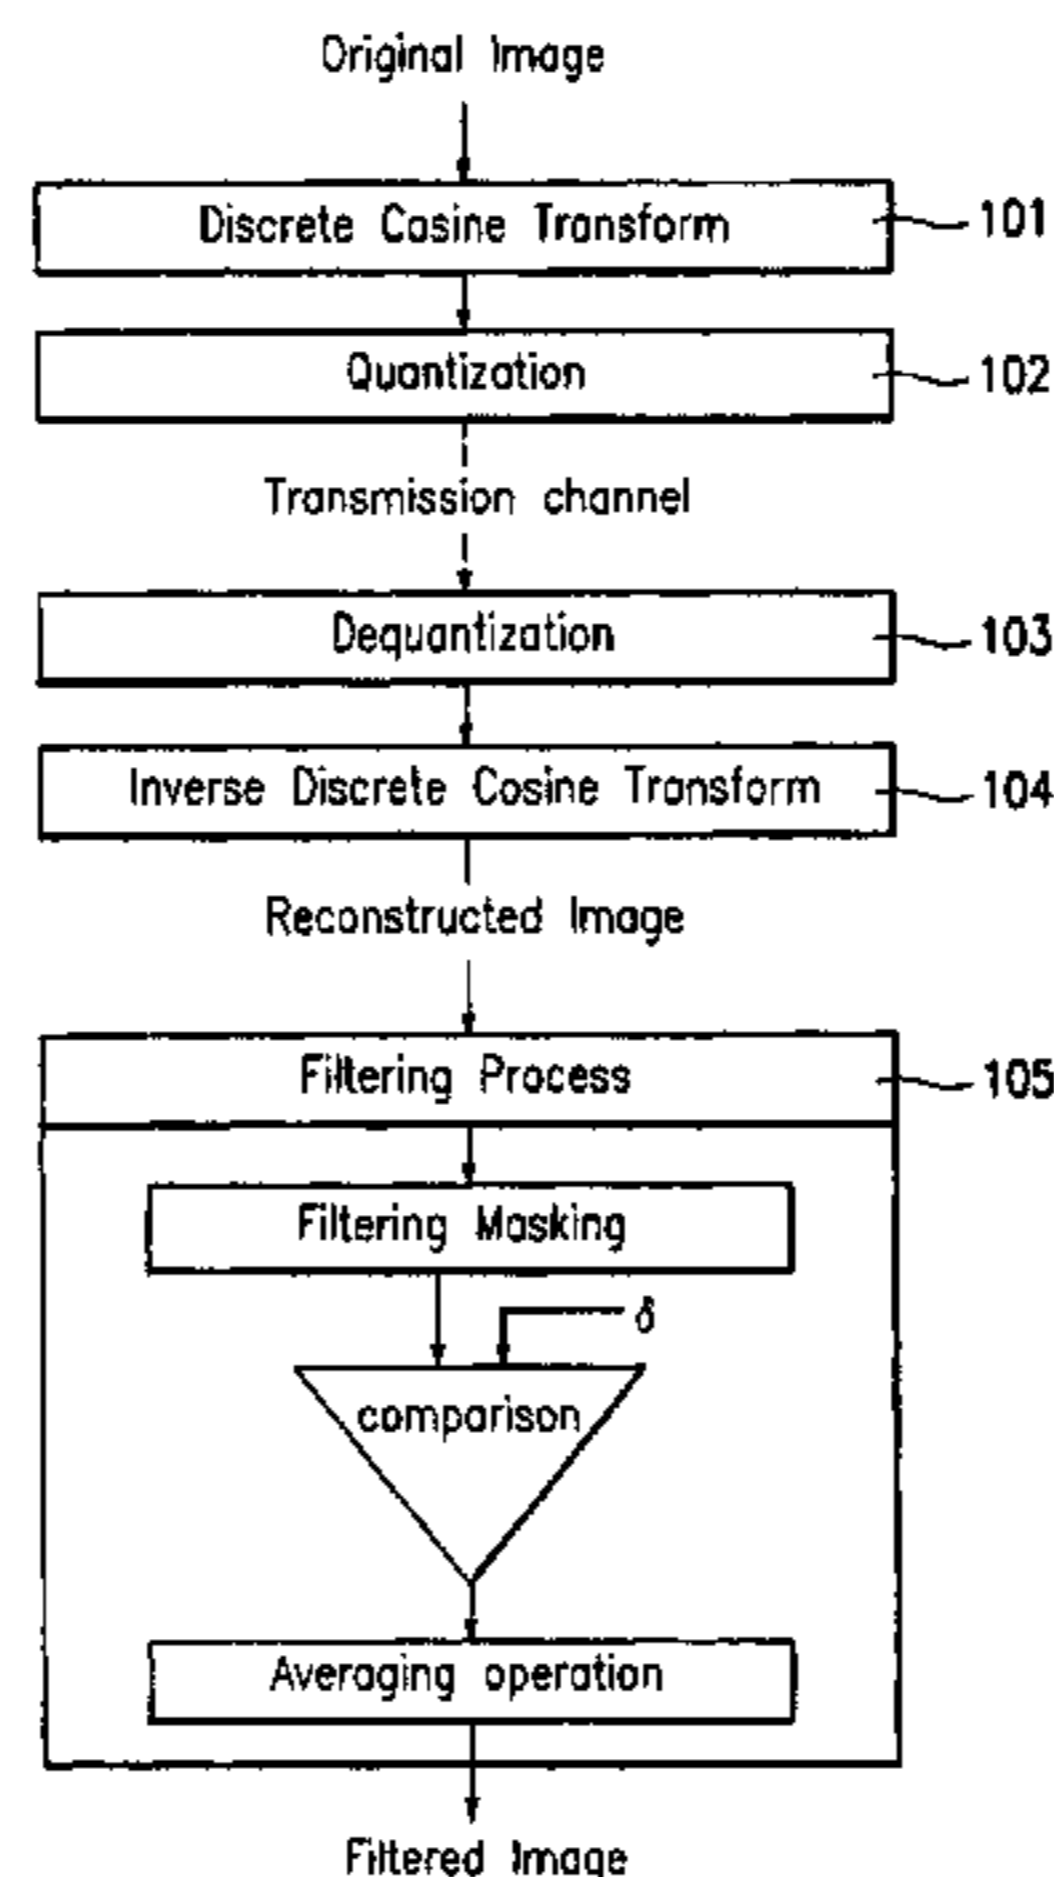 Original Image
Discrete Cosine Transform
101
Quantization
102
Transmission channel
Dequantization
103
Inverse Discrete Cosine Transform
104
Reconstructed Image
Filtering Process
105
Filtering Masking
δ
comparison
Averaging operation
Filtered Image